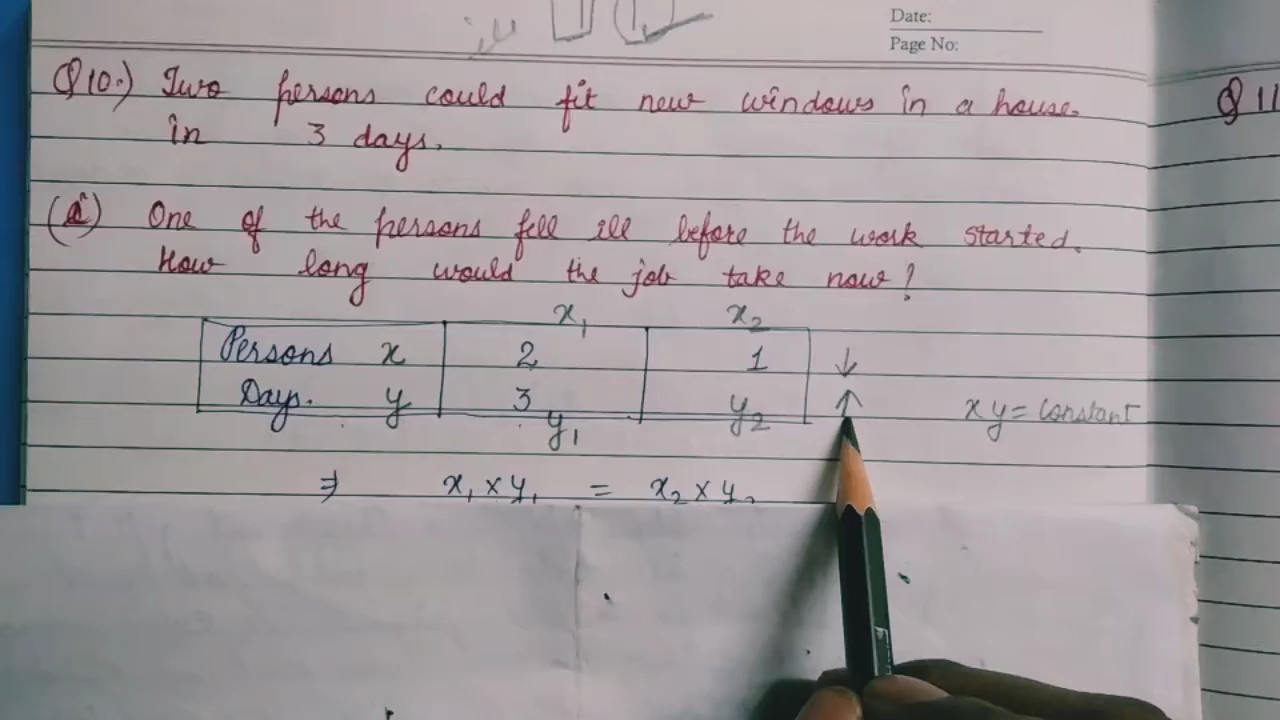 Date:
Page No:
Q10.) Two persons could fit new windows in a house.
in 3 days.
Q11
(i) One of the persons fell ill before the work started.
How long would the job take now?
x₁ x₂
Persons x 2 1 ↓
Days. y 3 y₂ ↑ xy = constant
y₁
⇒ x₁ × y₁ = x₂ × y₂